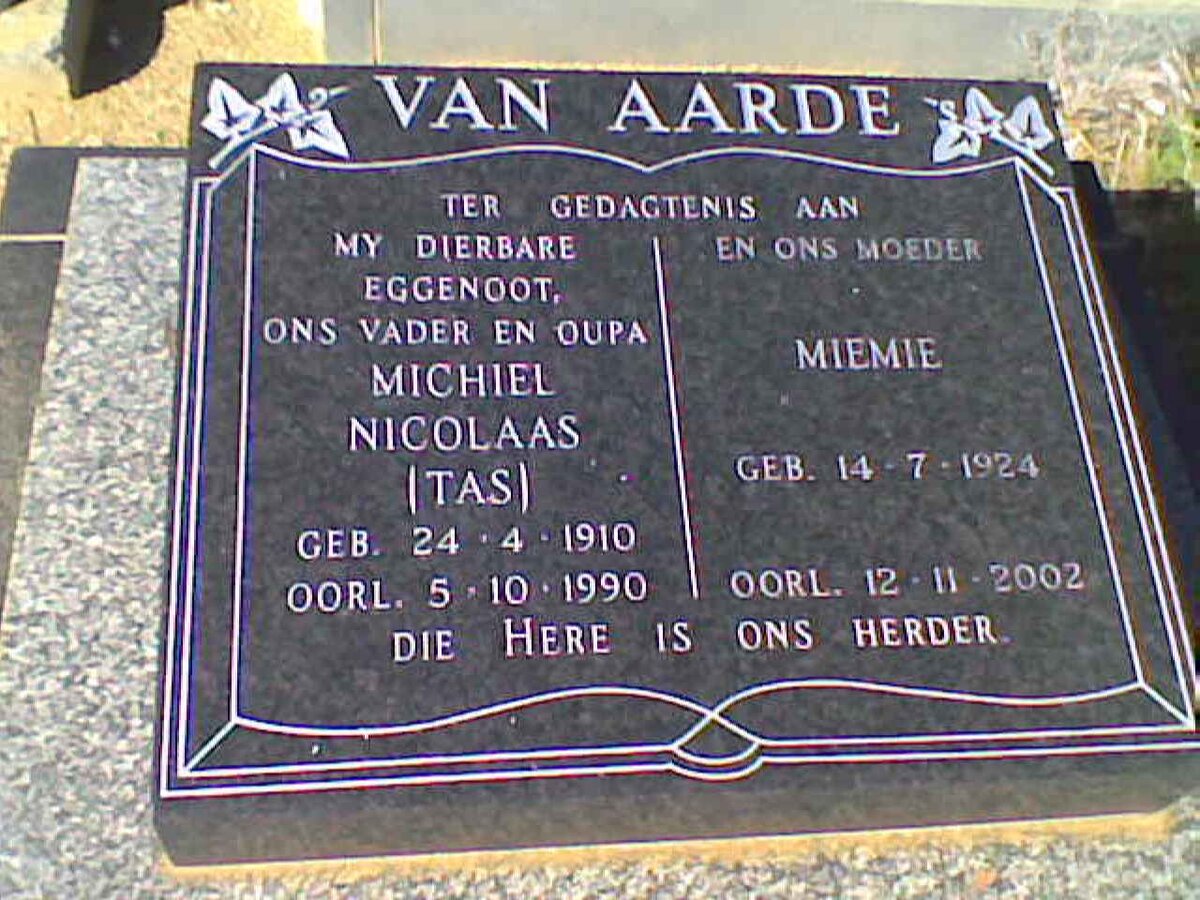 VAN AARDE
TER GEDAGTENIS AAN
MY DIERBARE
EGGENOOT,
ONS VADER EN OUPA
MICHIEL
NICOLAAS
(TAS)
GEB. 24 · 4 · 1910
OORL. 5 · 10 · 1990
EN ONS MOEDER
MIEMIE
GEB. 14 · 7 · 1924
OORL. 12 · 11 · 2002
DIE HERE IS ONS HERDER.